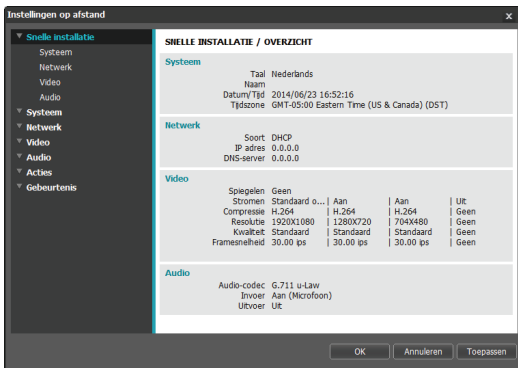 Instellingen op afstand x
Snelle installatie
Systeem
Netwerk
Video
Audio
Systeem
Netwerk
Video
Audio
Acties
Gebeurtenis
SNELLE INSTALLATIE / OVERZICHT
Systeem
Taal Nederlands
Naam
Datum/Tijd 2014/06/23 16:52:16
Tijdszone GMT-05:00 Eastern Time (US & Canada) (DST)
Netwerk
Soort DHCP
IP adres 0.0.0.0
DNS-server 0.0.0.0
Video
Spiegelen Geen
Stromen Standaard o... | Aan | Aan | Uit
Compressie H.264 | H.264 | H.264 | Geen
Resolutie 1920X1080 | 1280X720 | 704X480 | Geen
Kwaliteit Standaard | Standaard | Standaard | Geen
Framesnelheid 30.00 ips | 30.00 ips | 30.00 ips | Geen
Audio
Audio-codec G.711 u-Law
Invoer Aan (Microfoon)
Uitvoer Uit
OK Annuleren Toepassen